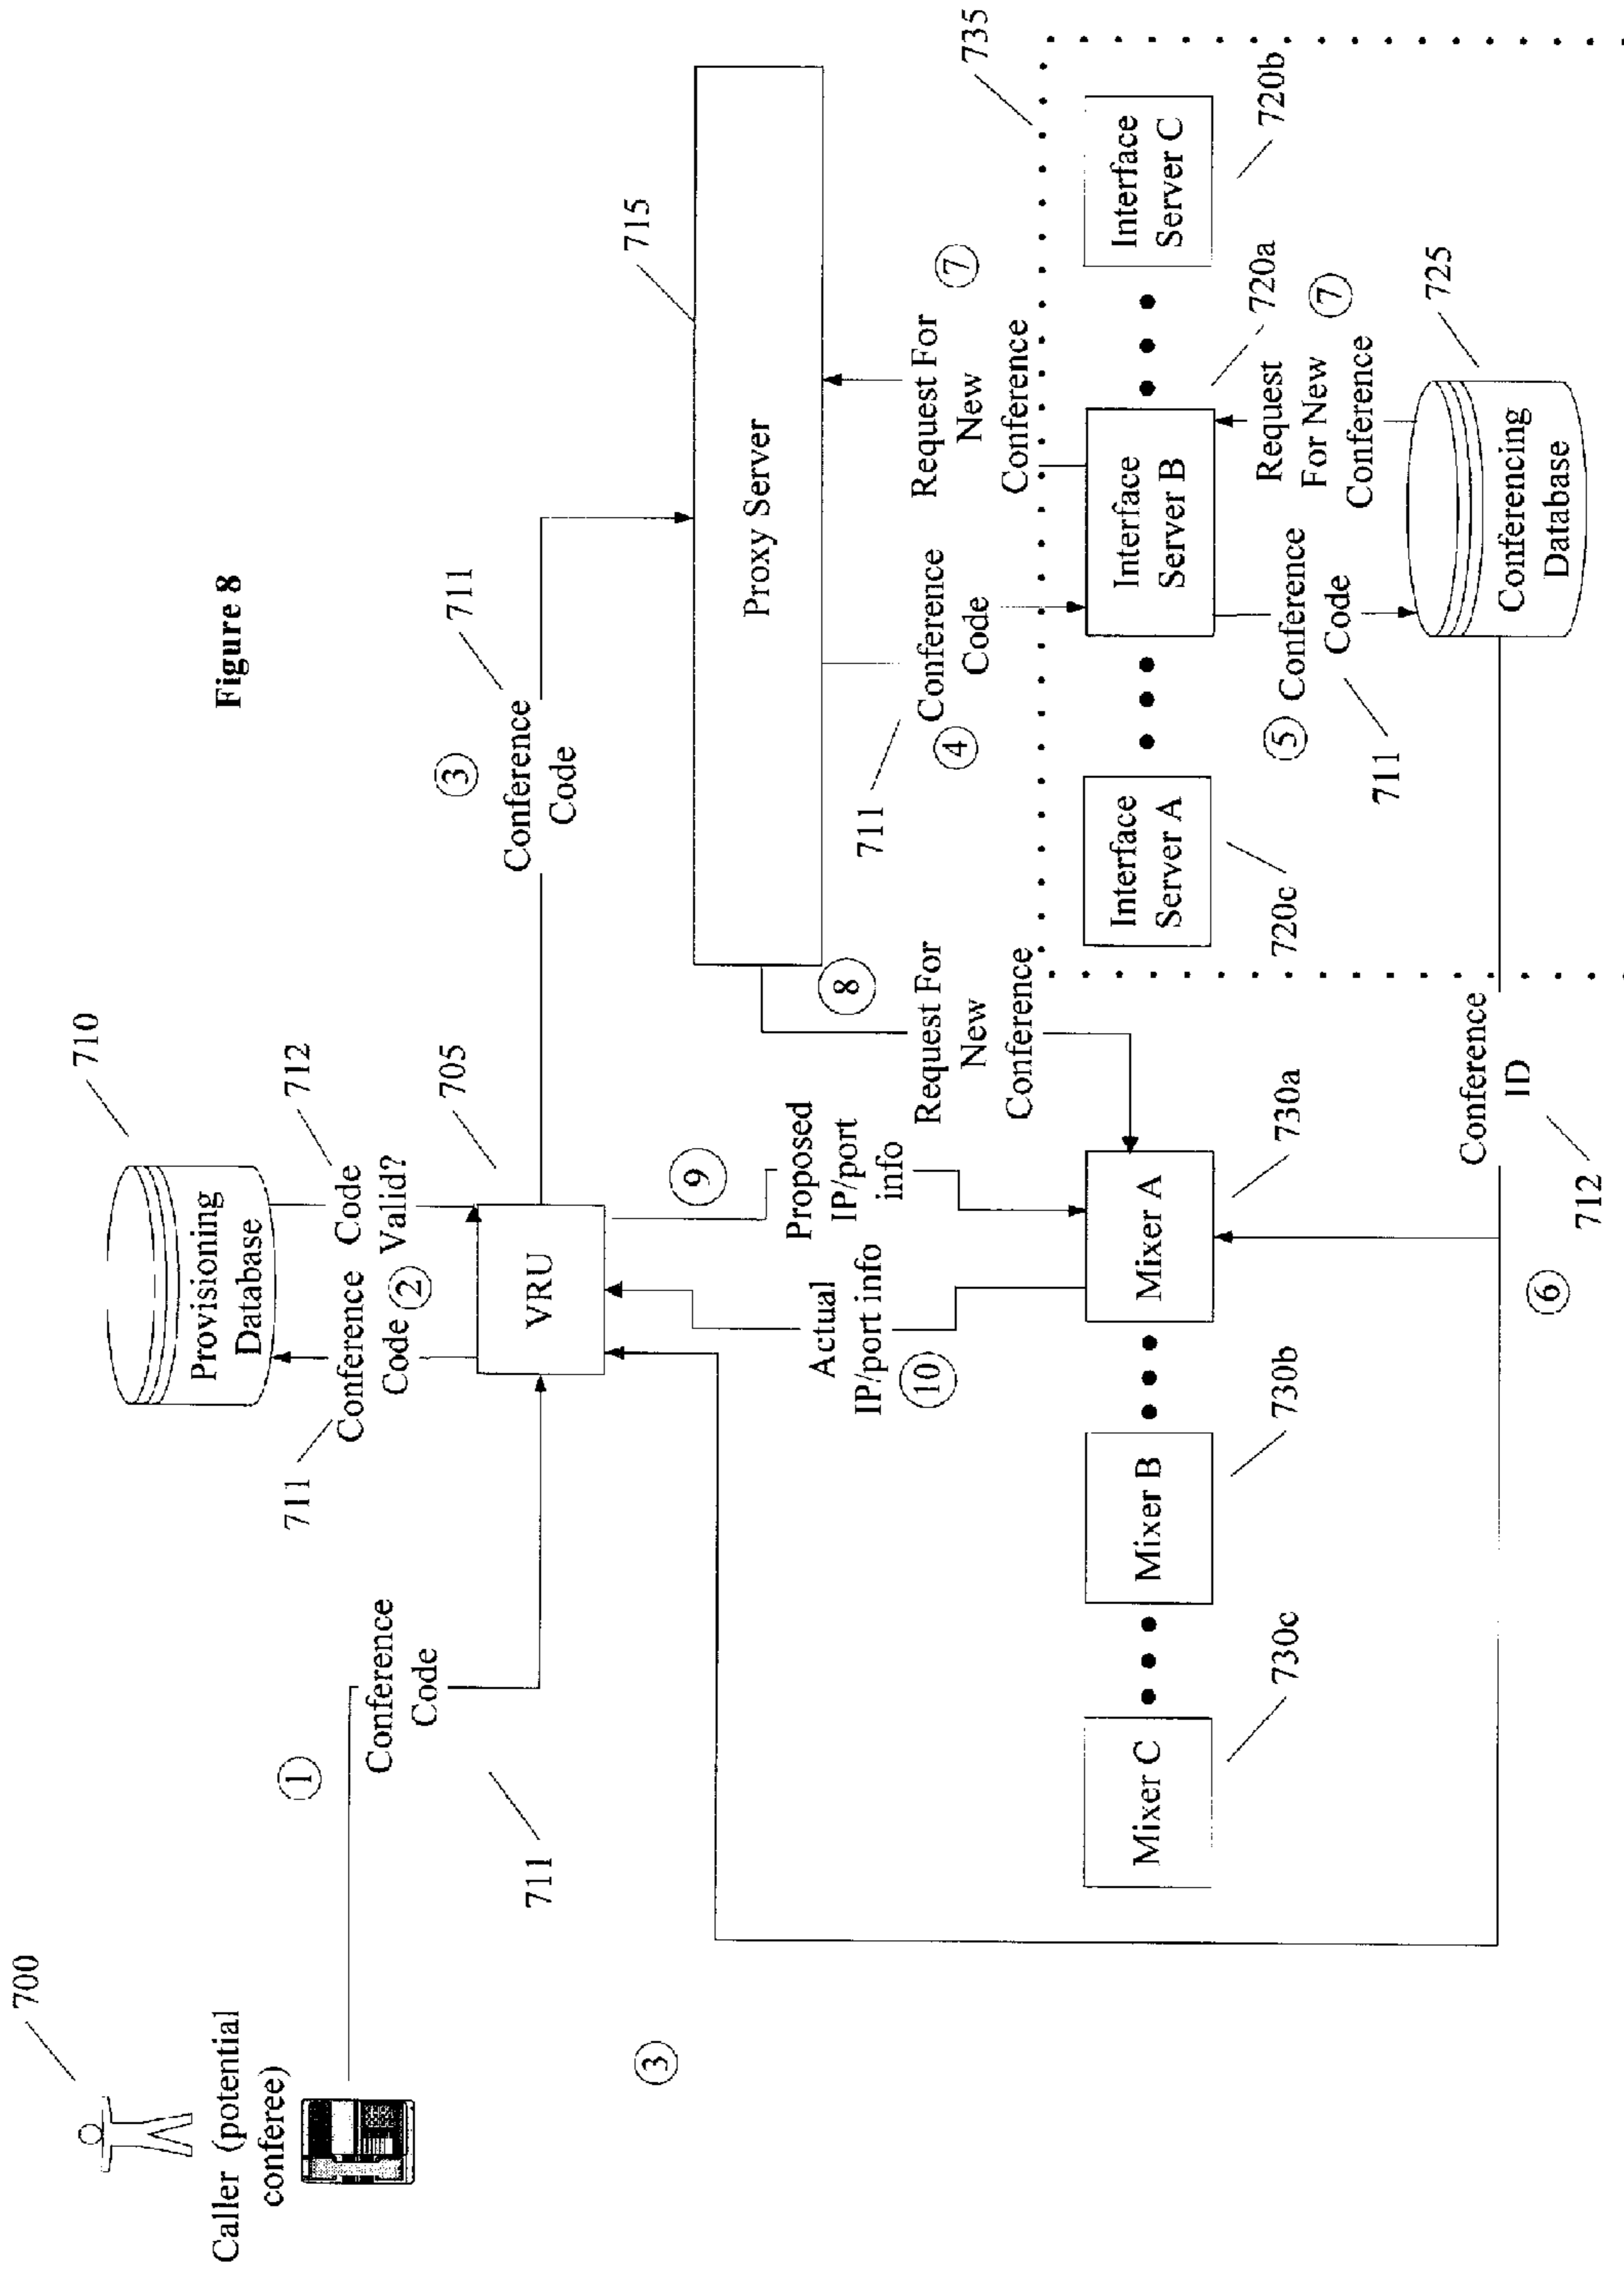 Figure 8
700
Caller (potential
conferee)
①
Conference
Code
711
③
710
Provisioning
Database
711
Conference
Code ②
712
Code
Valid?
705
VRU
③
Conference
Code
711
715
Proxy Server
⑨
Proposed
IP/port
info
Actual
IP/port info
⑩
⑧
Request For
New
Conference
711
Conference
Code
④
Request For
New
Conference
⑦
735
Mixer C
730c
Mixer B
730b
Mixer A
730a
Interface
Server A
720c
Interface
Server B
720a
Interface
Server C
720b
⑤ Conference
Code
711
Request
For New
Conference
⑦
Conferencing
Database
725
Conference
ID
712
⑥